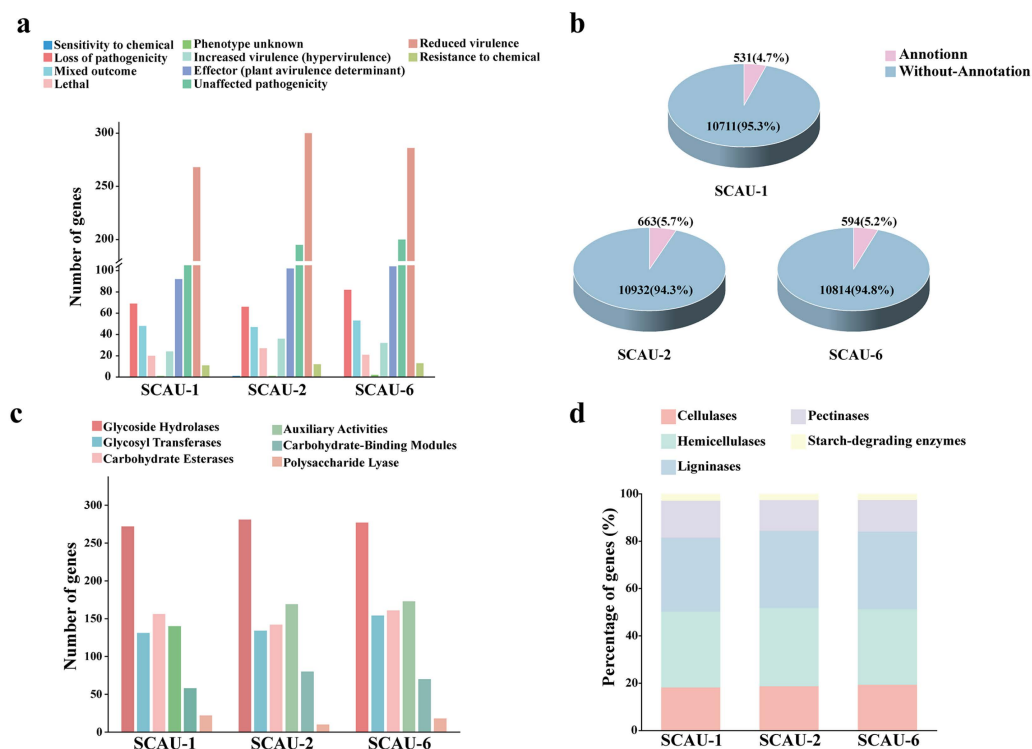 a
Sensitivity to chemical
Loss of pathogenicity
Mixed outcome
Lethal
Phenotype unknown
Increased virulence (hypervirulence)
Effector (plant avirulence determinant)
Unaffected pathogenicity
Reduced virulence
Resistance to chemical
Number of genes
300
250
200
100
80
60
40
20
0
SCAU-1
SCAU-2
SCAU-6
b
Annotionn
Without-Annotation
531(4.7%)
10711(95.3%)
SCAU-1
663(5.7%)
10932(94.3%)
SCAU-2
594(5.2%)
10814(94.8%)
SCAU-6
c
Glycoside Hydrolases
Glycosyl Transferases
Carbohydrate Esterases
Auxiliary Activities
Carbohydrate-Binding Modules
Polysaccharide Lyase
Number of genes
300
250
200
150
100
50
0
SCAU-1
SCAU-2
SCAU-6
d
Cellulases
Hemicellulases
Ligninases
Pectinases
Starch-degrading enzymes
Percentage of genes (%)
100
80
60
40
20
0
SCAU-1
SCAU-2
SCAU-6